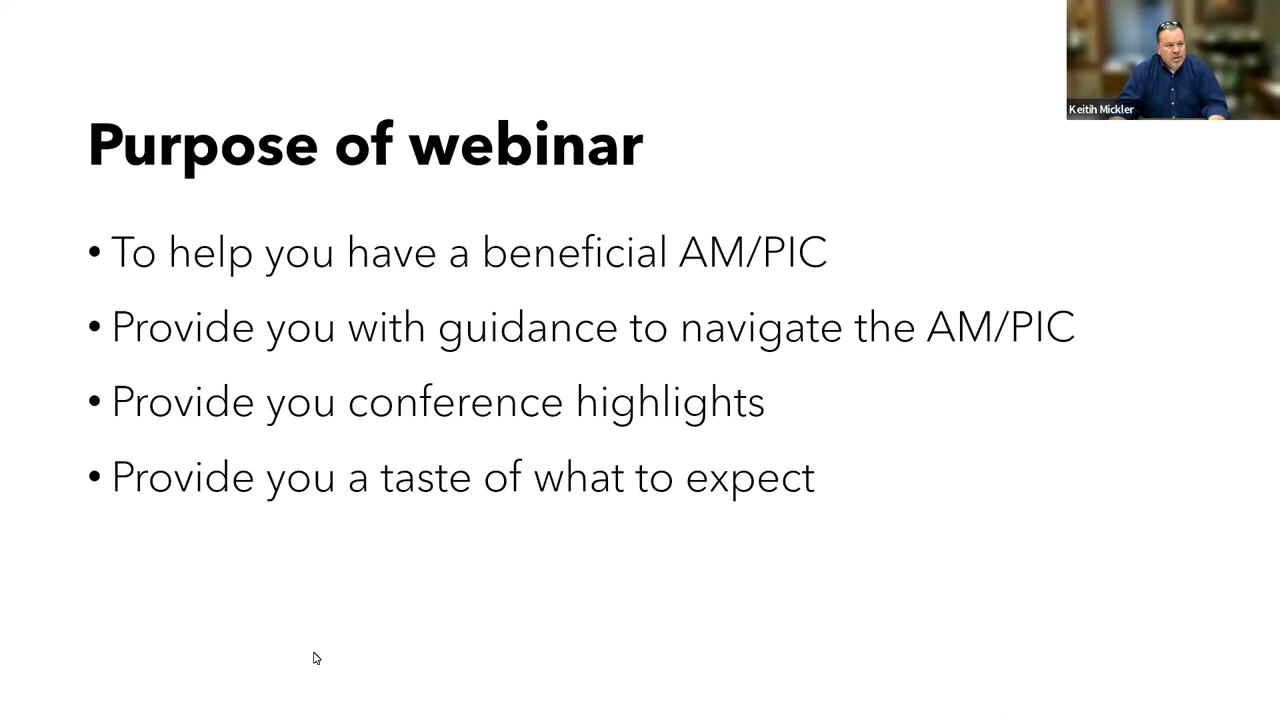 Keitih Mickler
Purpose of webinar
• To help you have a beneficial AM/PIC
• Provide you with guidance to navigate the AM/PIC
• Provide you conference highlights
• Provide you a taste of what to expect